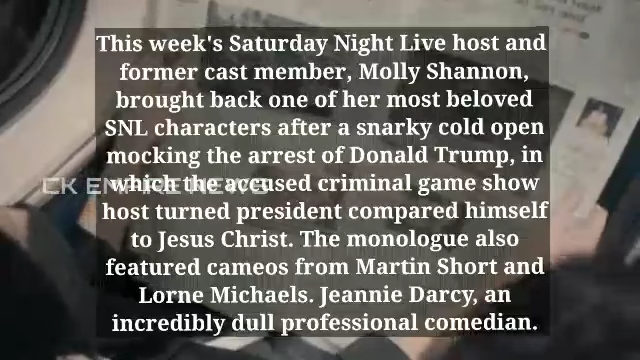 This week's Saturday Night Live host and
former cast member, Molly Shannon,
brought back one of her most beloved
SNL characters after a snarky cold open
mocking the arrest of Donald Trump, in
which the accused criminal game show
CK EMPIRE NEWS
host turned president compared himself
to Jesus Christ. The monologue also
featured cameos from Martin Short and
Lorne Michaels. Jeannie Darcy, an
incredibly dull professional comedian.